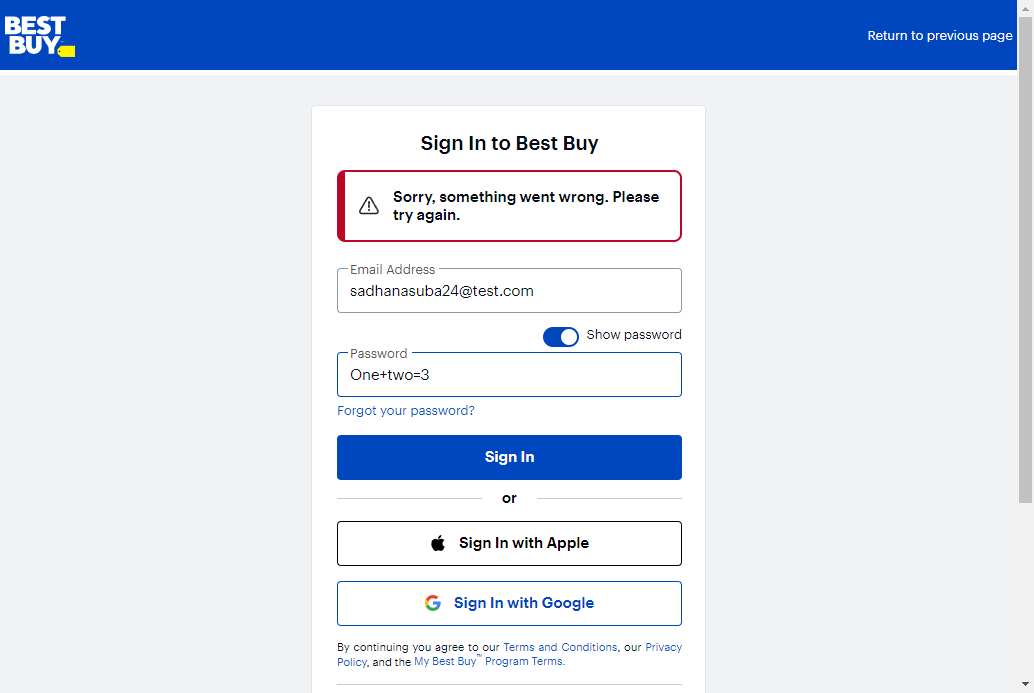 BEST
BUY
Return to previous page
Sign In to Best Buy
Sorry, something went wrong. Please
try again.
Email Address
sadhanasuba24@test.com
Show password
Password
One+two=3
Forgot your password?
Sign In
or
Sign In with Apple
Sign In with Google
By continuing you agree to our Terms and Conditions, our Privacy
Policy, and the My Best Buy™ Program Terms.